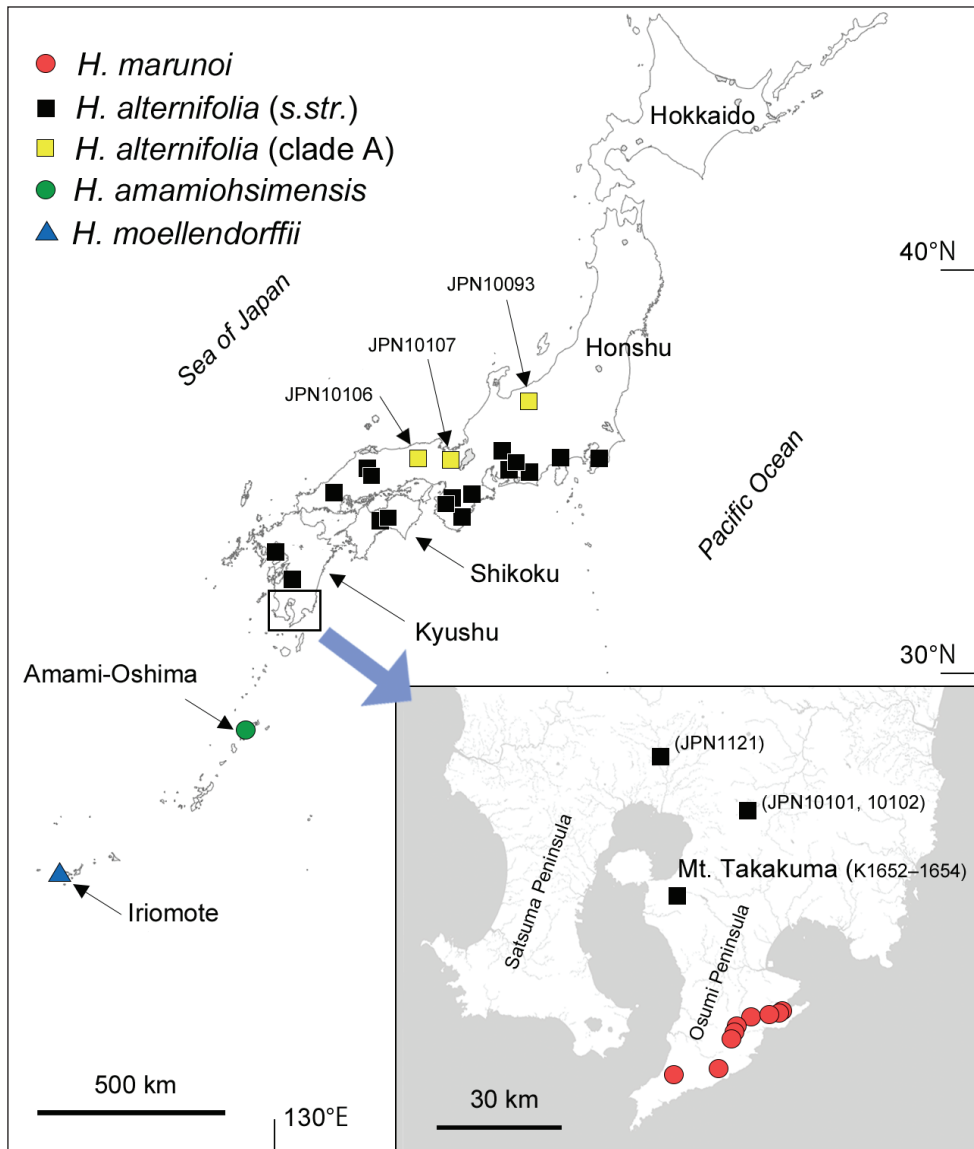 H. marunoi
H. alternifolia (s.str.)
H. alternifolia (clade A)
H. amamiohsimensis
H. moellendorffii
Hokkaido
40°N
Sea of Japan
JPN10093
JPN10107
Honshu
JPN10106
Pacific Ocean
Shikoku
Kyushu
30°N
Amami-Oshima
Iriomote
500 km
130°E
(JPN1121)
(JPN10101, 10102)
Mt. Takakuma (K1652–1654)
Satsuma Peninsula
Osumi Peninsula
30 km